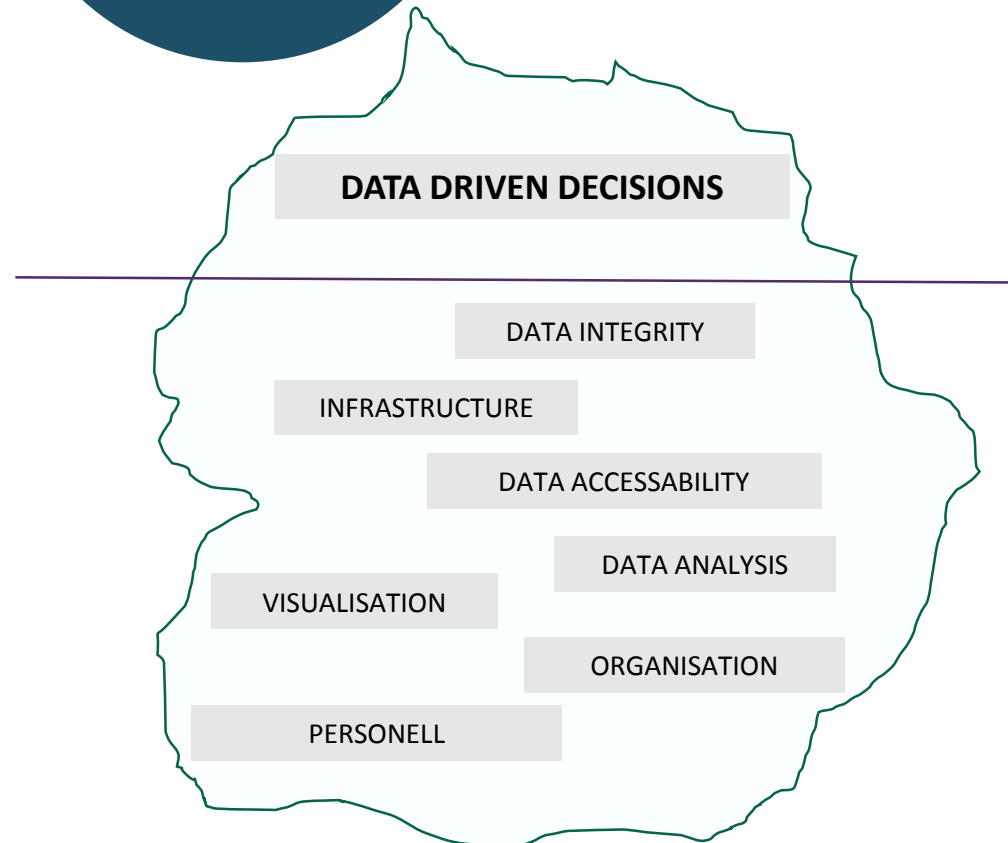 DATA DRIVEN DECISIONS
DATA INTEGRITY
INFRASTRUCTURE
DATA ACCESSABILITY
DATA ANALYSIS
VISUALISATION
ORGANISATION
PERSONELL